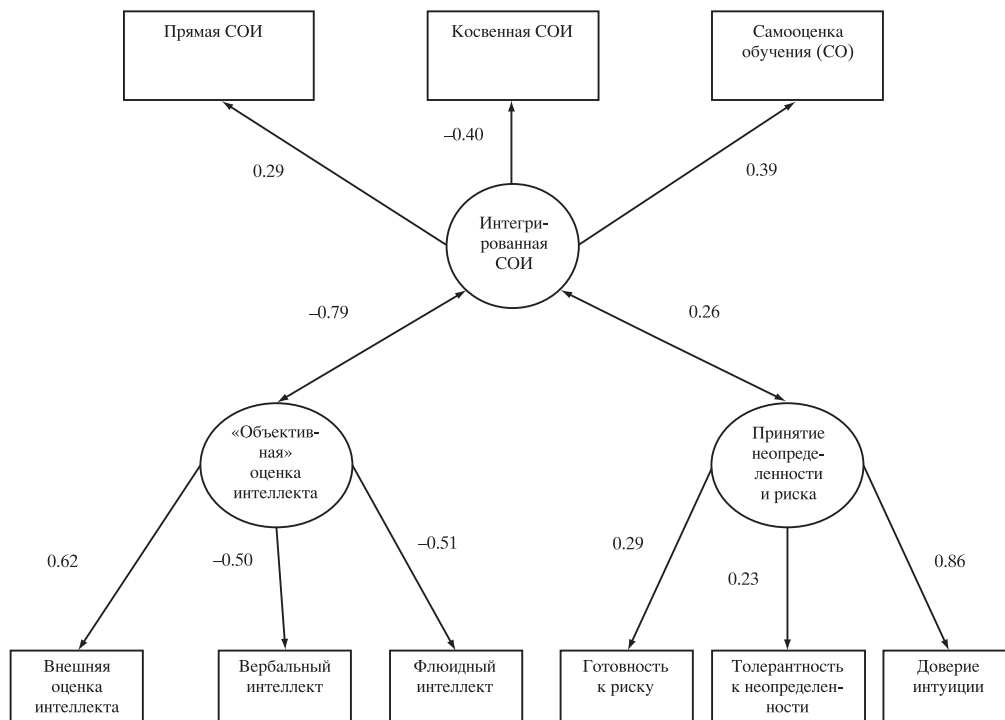 Прямая СОИ
Косвенная СОИ
Самооценка
обучения (СО)
–0.40
0.29
0.39
Интегри-
рованная
СОИ
–0.79
0.26
«Объектив-
ная»
оценка
интеллекта
Принятие
неопреде-
ленности
и риска
0.62
–0.50
–0.51
0.29
0.23
0.86
Внешняя
оценка
интеллекта
Вербальный
интеллект
Флюидный
интеллект
Готовность
к риску
Толерантность
к неопределен-
ности
Доверие
интуиции